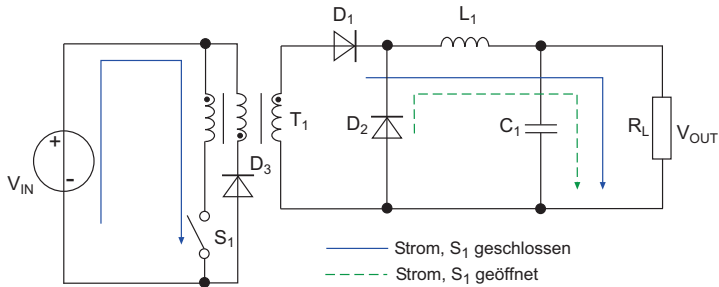 D1
L1
VIN
+
-
S1
D3
T1
D2
C1
RL
VOUT
Strom, S1 geschlossen
Strom, S1 geöffnet